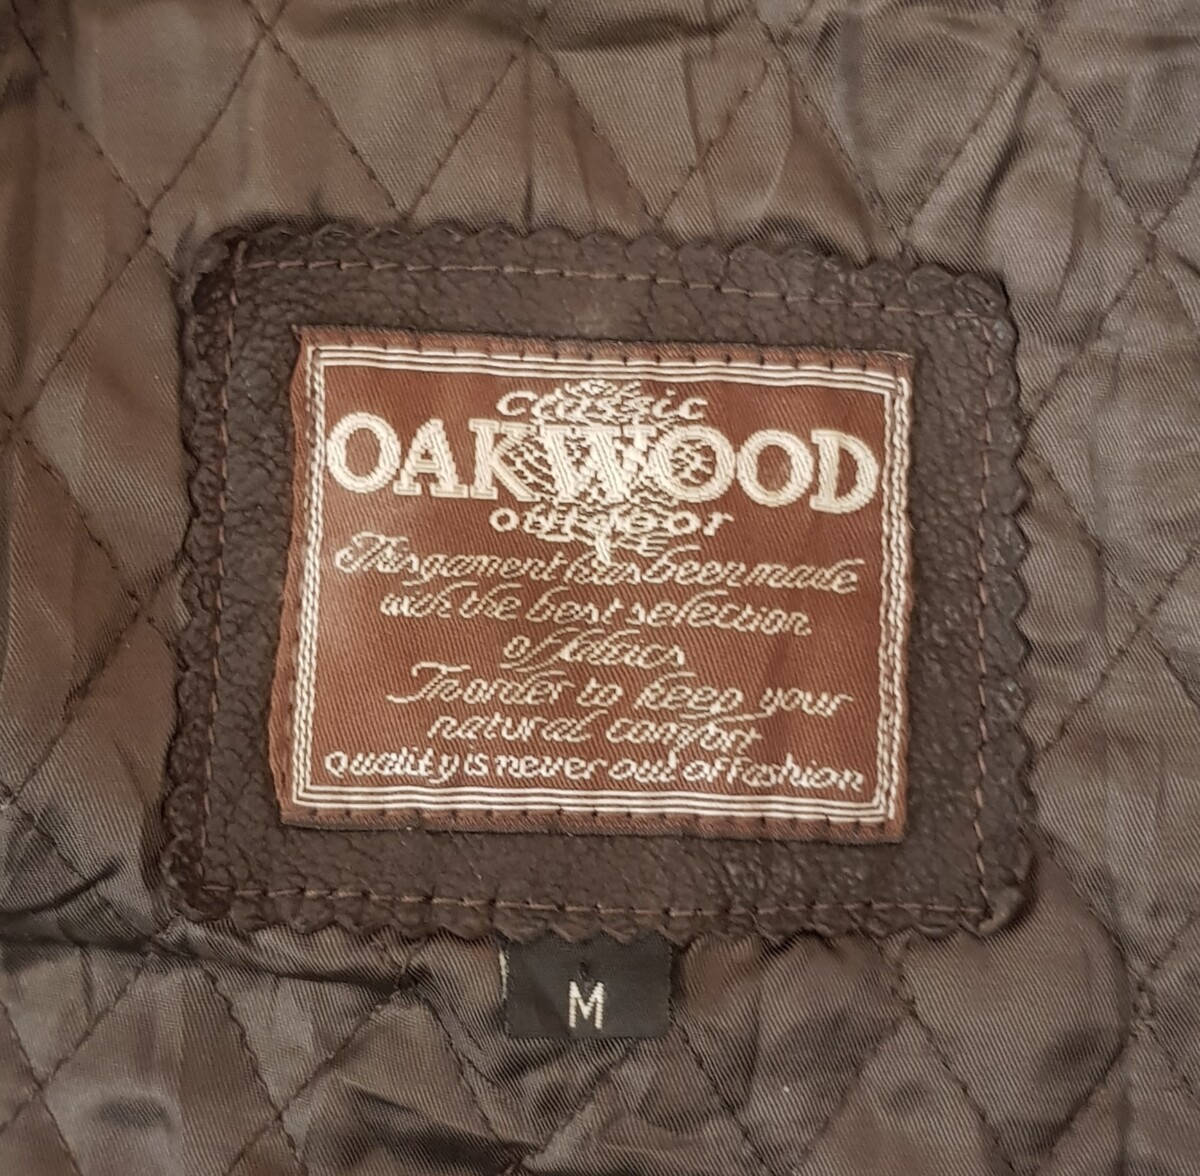 classic
OAKWOOD
outdoor
This garment has been made
with the best selection
of fabrics
In order to keep your
natural comfort
quality is never out of fashion
M